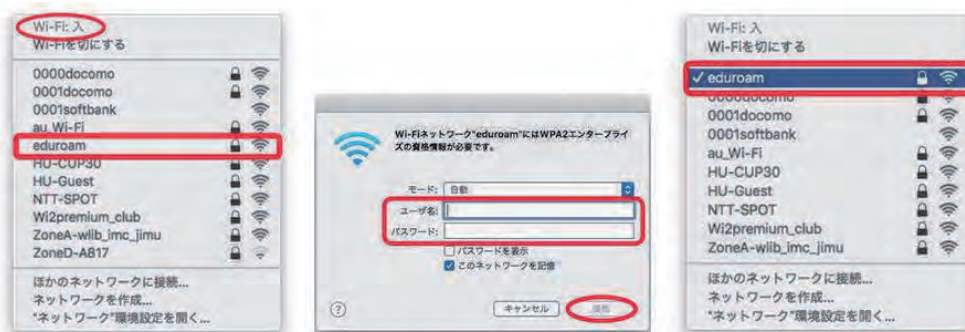 Wi-Fi: 入
Wi-Fiを切にする
0000docomo
0001docomo
0001softbank
au_Wi-Fi
eduroam
HU-CUP30
HU-Guest
NTT-SPOT
Wi2premium_club
ZoneA-wlib_imc_jimu
ZoneD-AB17
ほかのネットワークに接続...
ネットワークを作成...
"ネットワーク"環境設定を開く...
Wi-Fiネットワーク"eduroam"にはWPA2エンタープライ
ズの資格情報が必要です。
モード: 自動
ユーザ名:
パスワード:
パスワードを表示
このネットワークを記憶
? キャンセル 接続
Wi-Fi: 入
Wi-Fiを切にする
✓ eduroam
0000docomo
0001docomo
0001softbank
au_Wi-Fi
HU-CUP30
HU-Guest
NTT-SPOT
Wi2premium_club
ZoneA-wlib_imc_jimu
ほかのネットワークに接続...
ネットワークを作成...
"ネットワーク"環境設定を開く...